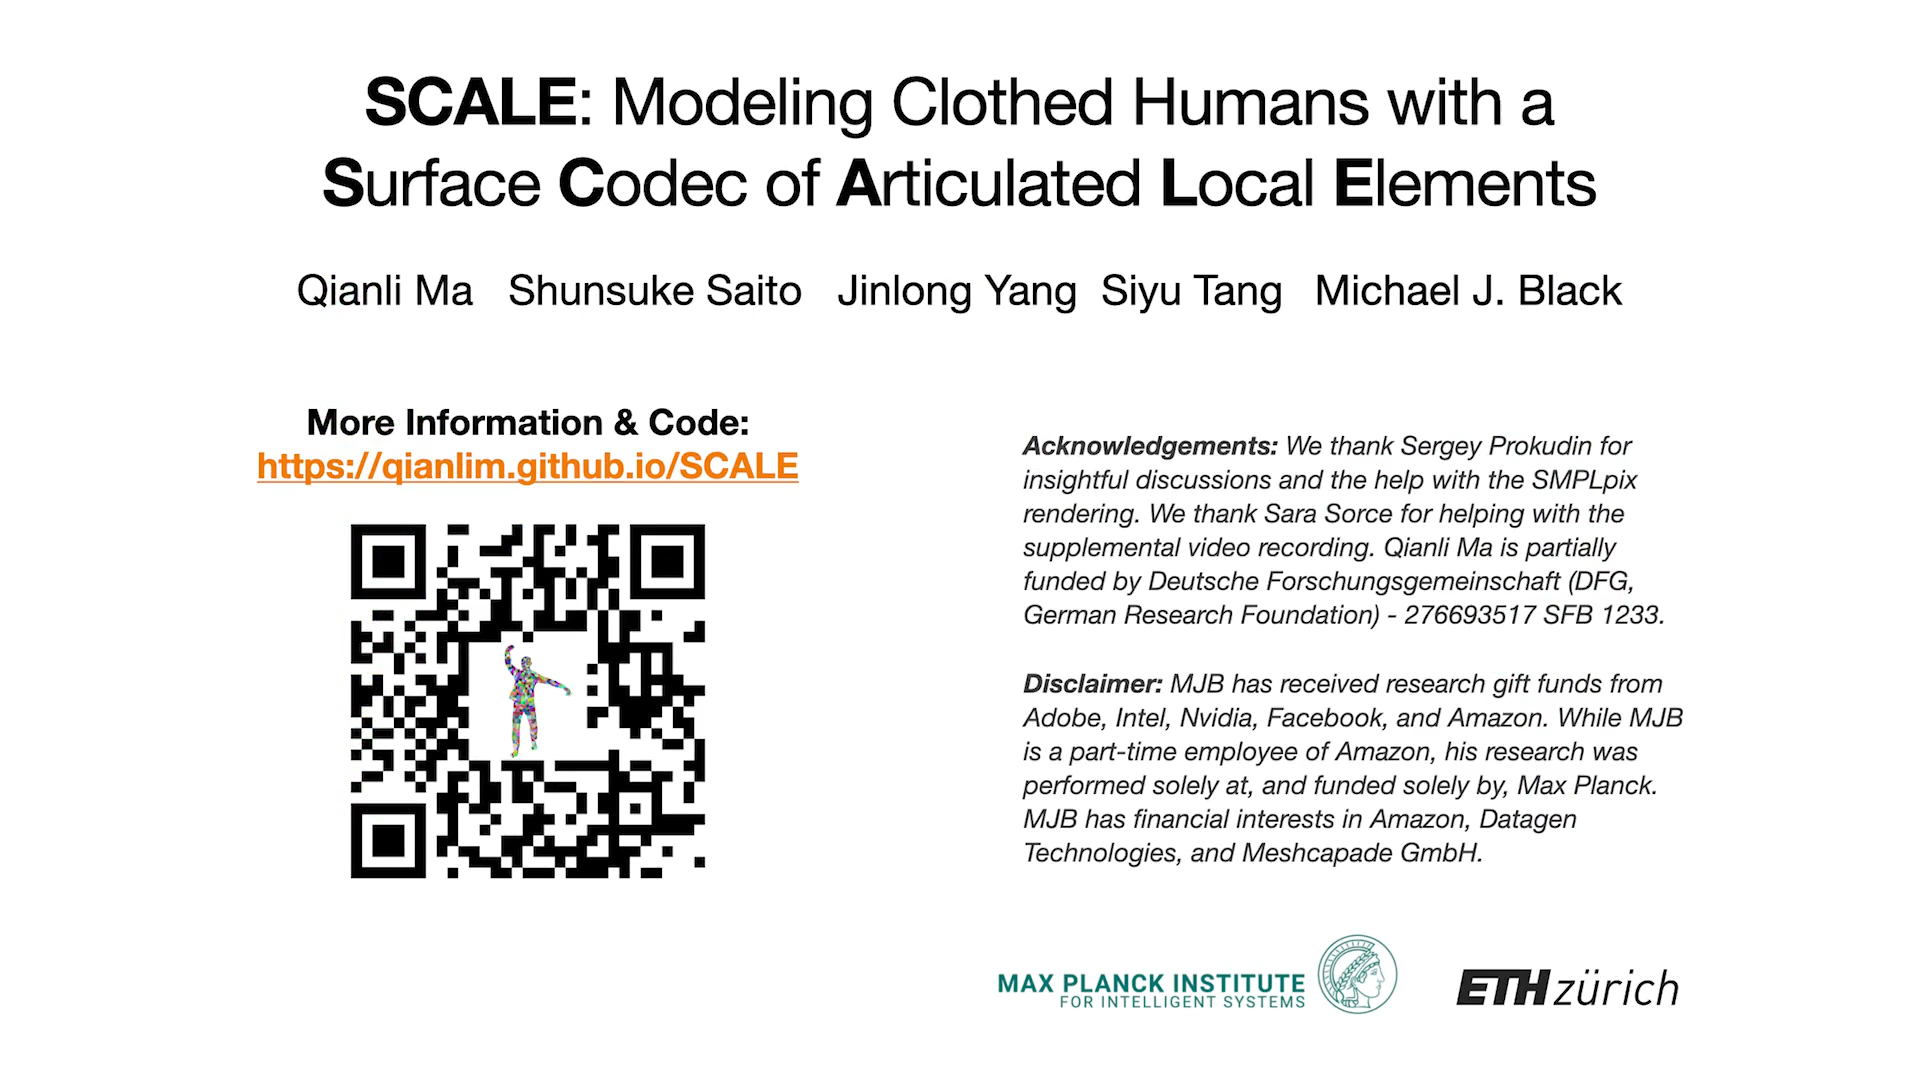 SCALE: Modeling Clothed Humans with a
Surface Codec of Articulated Local Elements
Qianli Ma Shunsuke Saito Jinlong Yang Siyu Tang Michael J. Black
More Information & Code:
https://qianlim.github.io/SCALE
Acknowledgements: We thank Sergey Prokudin for
insightful discussions and the help with the SMPLpix
rendering. We thank Sara Sorce for helping with the
supplemental video recording. Qianli Ma is partially
funded by Deutsche Forschungsgemeinschaft (DFG,
German Research Foundation) - 276693517 SFB 1233.
Disclaimer: MJB has received research gift funds from
Adobe, Intel, Nvidia, Facebook, and Amazon. While MJB
is a part-time employee of Amazon, his research was
performed solely at, and funded solely by, Max Planck.
MJB has financial interests in Amazon, Datagen
Technologies, and Meshcapade GmbH.
MAX PLANCK INSTITUTE
FOR INTELLIGENT SYSTEMS
ETH zürich